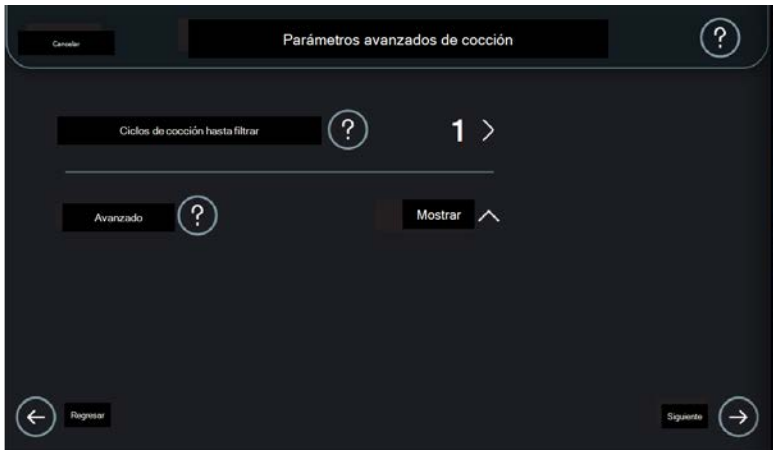 Cancelar
Parámetros avanzados de cocción
?
Ciclos de cocción hasta filtrar
?
1
Avanzado
?
Mostrar
Regresar
Siguiente